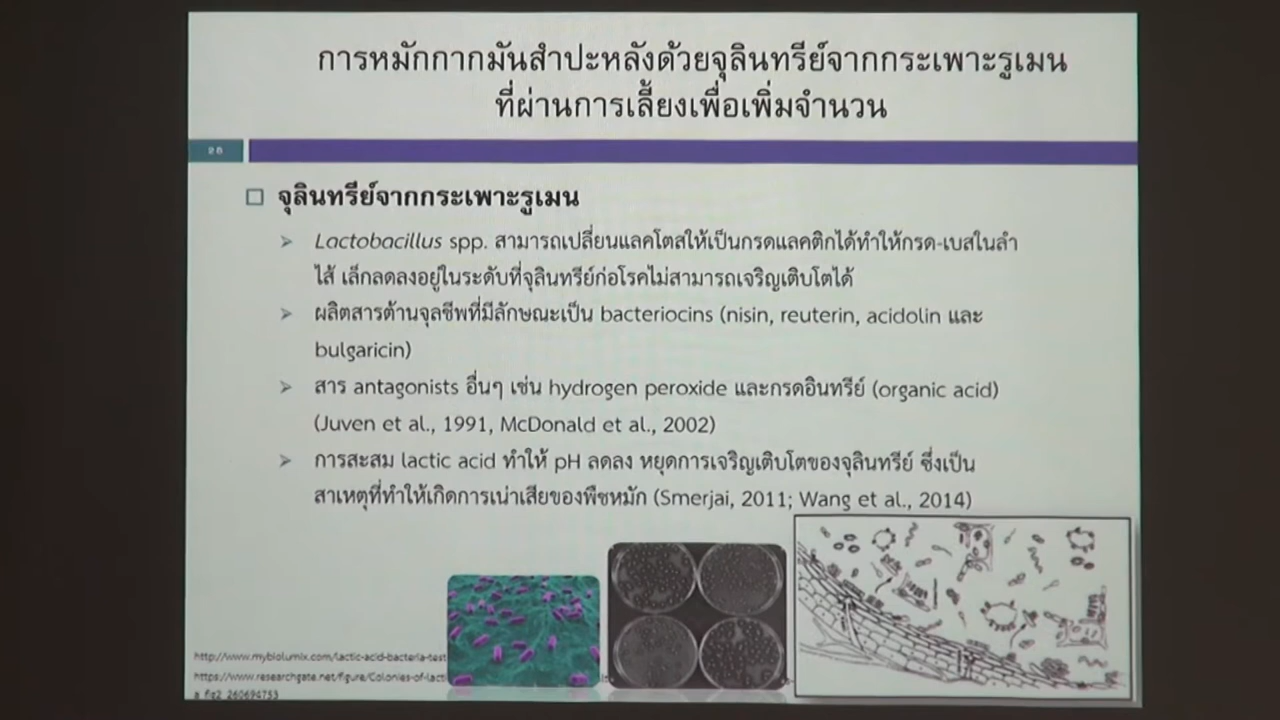 การหมักกากมันสำปะหลังด้วยจุลินทรีย์จากกระเพาะรูเมน
ที่ผ่านการเลี้ยงเพื่อเพิ่มจำนวน
28
จุลินทรีย์จากกระเพาะรูเมน
Lactobacillus spp. สามารถเปลี่ยนแลคโตสให้เป็นกรดแลคติกได้ทำให้กรด-เบสในลำ
ไส้ เล็กลดลงอยู่ในระดับที่จุลินทรีย์ก่อโรคไม่สามารถเจริญเติบโตได้
ผลิตสารต้านจุลชีพที่มีลักษณะเป็น bacteriocins (nisin, reuterin, acidolin และ
bulgaricin)
สาร antagonists อื่นๆ เช่น hydrogen peroxide และกรดอินทรีย์ (organic acid)
(Juven et al., 1991, McDonald et al., 2002)
การสะสม lactic acid ทำให้ pH ลดลง หยุดการเจริญเติบโตของจุลินทรีย์ ซึ่งเป็น
สาเหตุที่ทำให้เกิดการเน่าเสียของพืชหมัก (Smerjai, 2011; Wang et al., 2014)
http://www.mybiolumix.com/lactic-acid-bacteria-test
https://www.researchgate.net/figure/Colonies-of-lacti